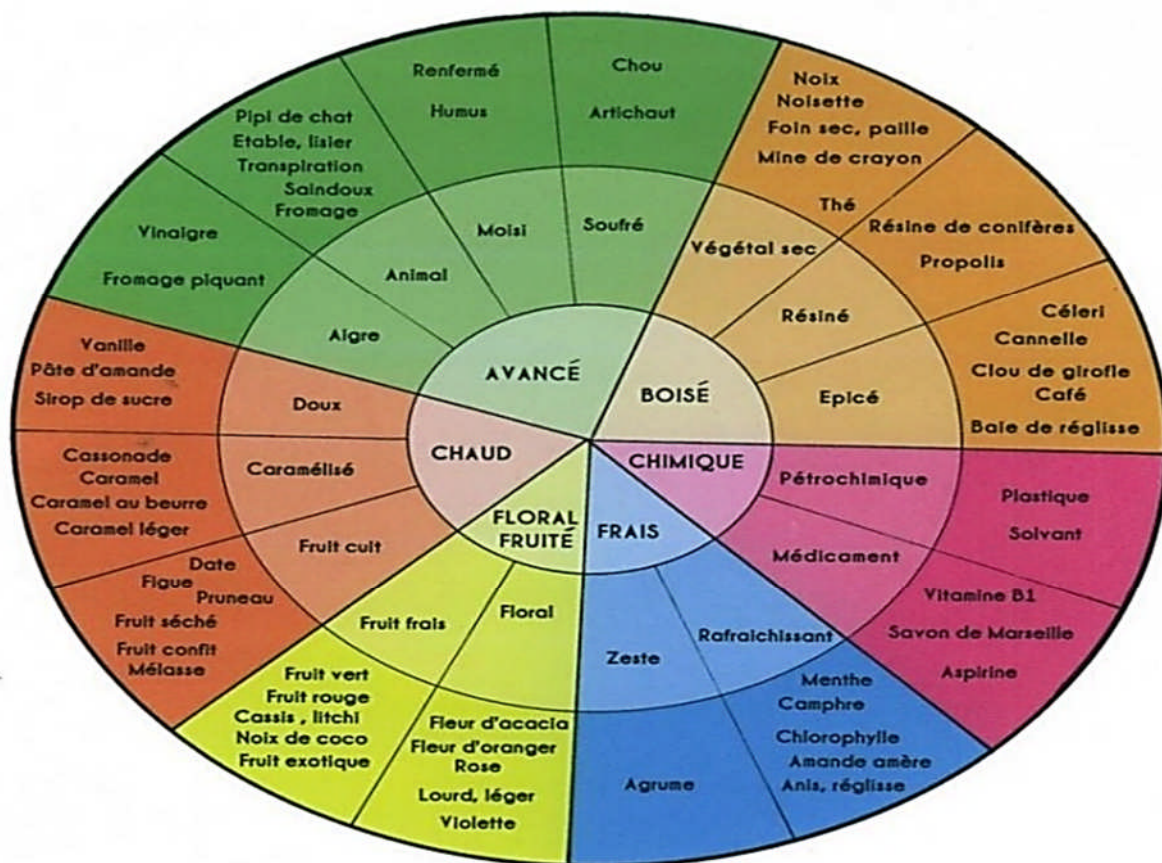 Renfermé
Humus
Chou
Artichaut
Noix
Noisette
Foin sec, paille
Mine de crayon
Thé
Pipi de chat
Etable, lisier
Transpiration
Saindoux
Fromage
Vinaigre
Fromage piquant
Résine de conifères
Propolis
Moisi
Soufré
Végétal sec
Animal
Résiné
Aigre
Céleri
Cannelle
Clou de girofle
Café
Baie de réglisse
Epicé
AVANCÉ
BOISÉ
Vanille
Pâte d'amande
Sirop de sucre
Doux
CHAUD
CHIMIQUE
Pétrochimique
Plastique
Solvant
Cassonade
Caramel
Caramel au beurre
Caramel léger
Caramélisé
FLORAL
FRUITÉ
FRAIS
Médicament
Vitamine B1
Savon de Marseille
Aspirine
Date
Figue
Pruneau
Fruit séché
Fruit confit
Mélasse
Fruit cuit
Fruit frais
Floral
Zeste
Rafraichissant
Fruit vert
Fruit rouge
Cassis , litchi
Noix de coco
Fruit exotique
Fleur d'acacia
Fleur d'oranger
Rose
Lourd, léger
Violette
Agrume
Menthe
Camphre
Chlorophylle
Amande amère
Anis, réglisse